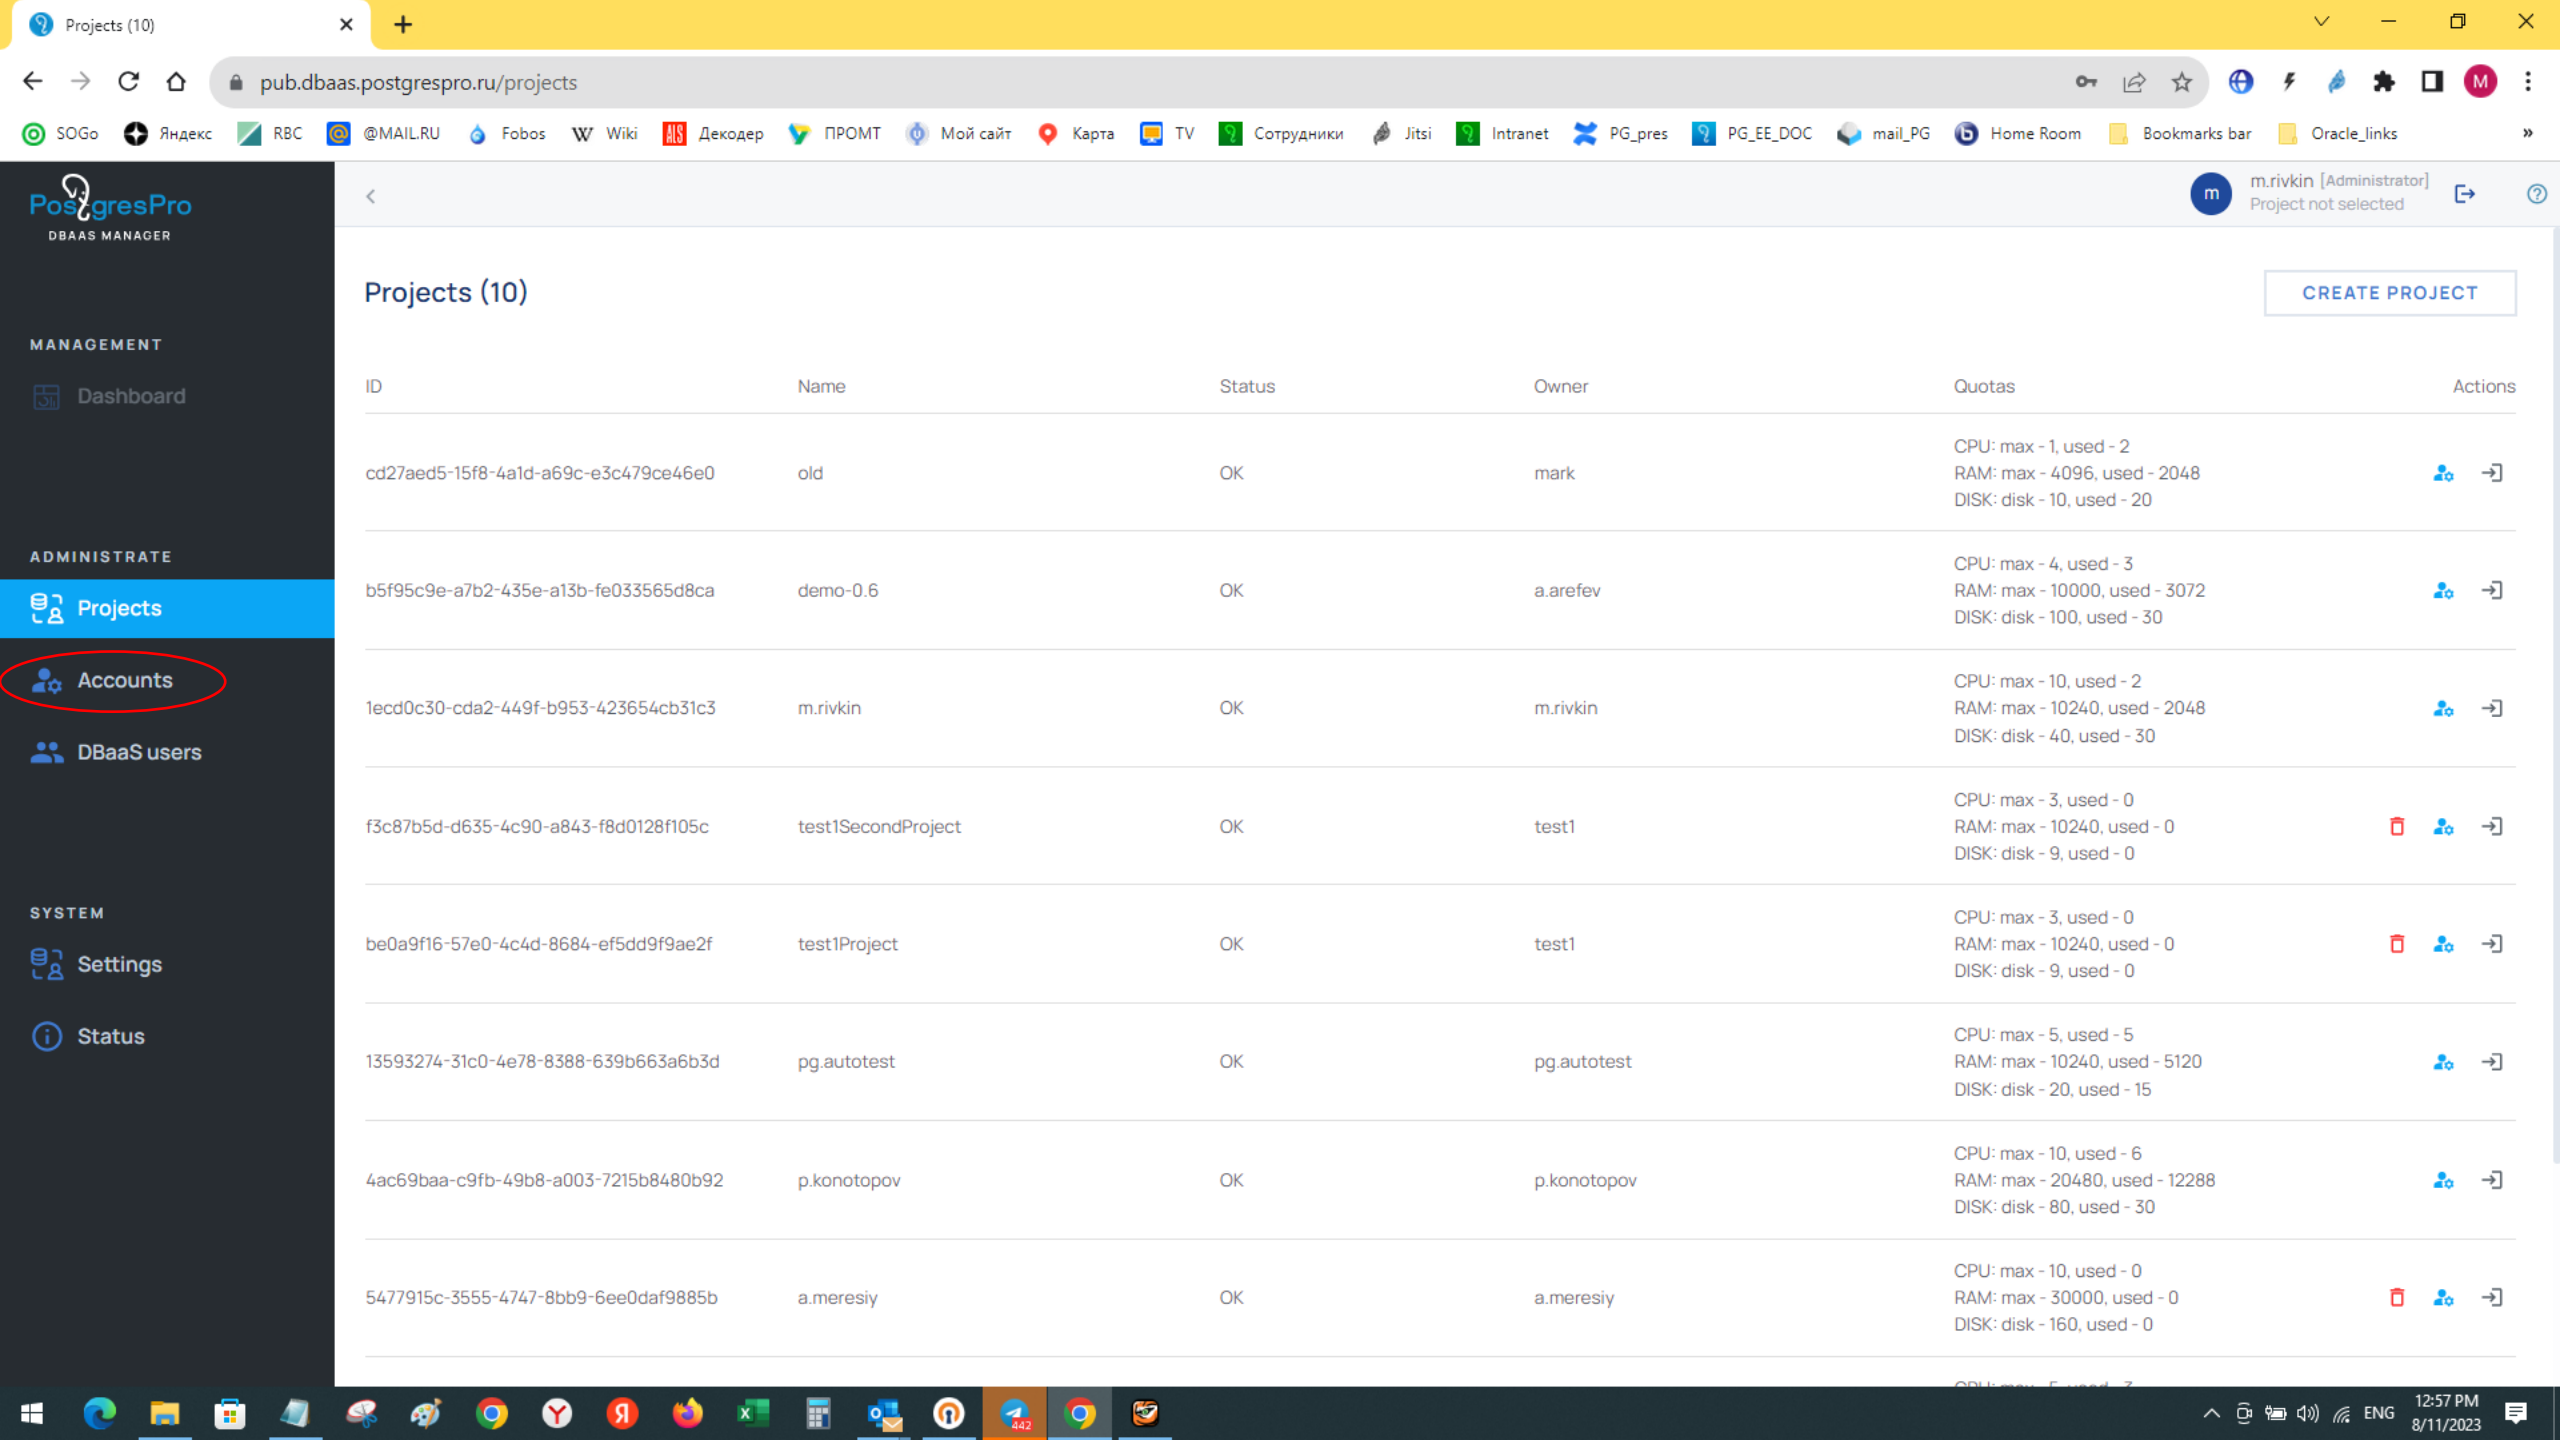 Projects (10)
pub.dbaas.postgrespro.ru/projects
M
SOGo Яндекс RBC @MAIL.RU Fobos Wiki Декодер ПРОМТ Мой сайт Карта TV Сотрудники Jitsi Intranet PG_pres PG_EE_DOC mail_PG Home Room Bookmarks bar Oracle_links »
PostgresPro
DBAAS MANAGER
m
m.rivkin [Administrator]
Project not selected
MANAGEMENT
Dashboard
ADMINISTRATE
Projects
Accounts
DBaaS users
SYSTEM
Settings
Status
Projects (10)
CREATE PROJECT
ID Name Status Owner Quotas Actions
CPU: max - 1, used - 2
cd27aed5-15f8-4a1d-a69c-e3c479ce46e0 old OK mark RAM: max - 4096, used - 2048
DISK: disk - 10, used - 20
CPU: max - 4, used - 3
b5f95c9e-a7b2-435e-a13b-fe033565d8ca demo-0.6 OK a.arefev RAM: max - 10000, used - 3072
DISK: disk - 100, used - 30
CPU: max - 10, used - 2
1ecd0c30-cda2-449f-b953-423654cb31c3 m.rivkin OK m.rivkin RAM: max - 10240, used - 2048
DISK: disk - 40, used - 30
CPU: max - 3, used - 0
f3c87b5d-d635-4c90-a843-f8d0128f105c test1SecondProject OK test1 RAM: max - 10240, used - 0
DISK: disk - 9, used - 0
CPU: max - 3, used - 0
be0a9f16-57e0-4c4d-8684-ef5dd9f9ae2f test1Project OK test1 RAM: max - 10240, used - 0
DISK: disk - 9, used - 0
CPU: max - 5, used - 5
13593274-31c0-4e78-8388-639b663a6b3d pg.autotest OK pg.autotest RAM: max - 10240, used - 5120
DISK: disk - 20, used - 15
CPU: max - 10, used - 6
4ac69baa-c9fb-49b8-a003-7215b8480b92 p.konotopov OK p.konotopov RAM: max - 20480, used - 12288
DISK: disk - 80, used - 30
CPU: max - 10, used - 0
5477915c-3555-4747-8bb9-6ee0daf9885b a.meresiy OK a.meresiy RAM: max - 30000, used - 0
DISK: disk - 160, used - 0
442
ENG
12:57 PM
8/11/2023